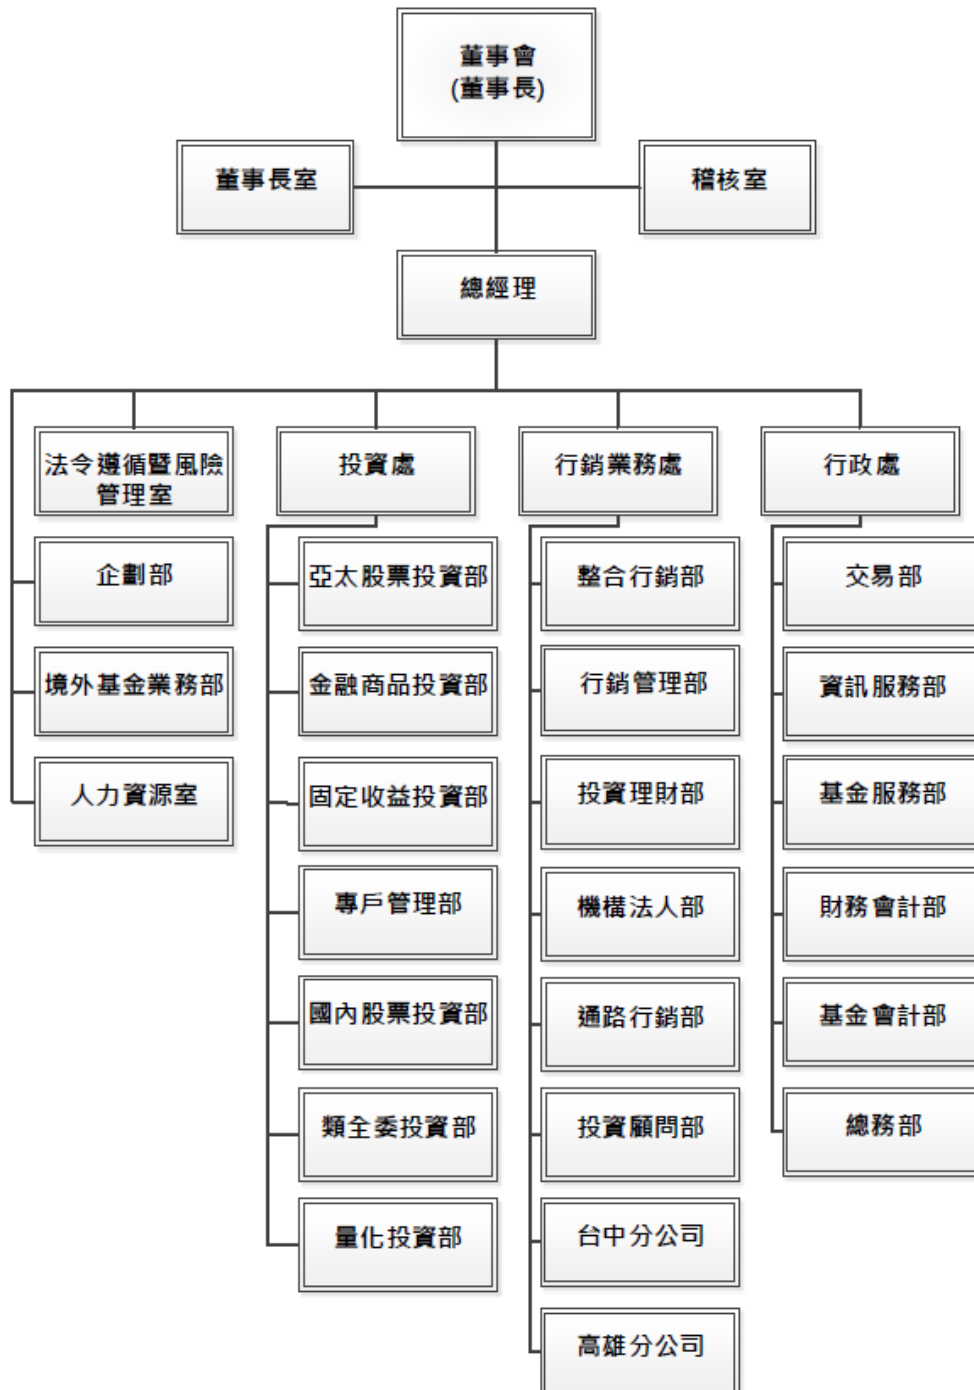 董事會
(董事長)
董事長室
稽核室
總經理
法令遵循暨風險
管理室
企劃部
境外基金業務部
人力資源室
投資處
亞太股票投資部
金融商品投資部
固定收益投資部
專戶管理部
國內股票投資部
類全委投資部
量化投資部
行銷業務處
整合行銷部
行銷管理部
投資理財部
機構法人部
通路行銷部
投資顧問部
台中分公司
高雄分公司
行政處
交易部
資訊服務部
基金服務部
財務會計部
基金會計部
總務部